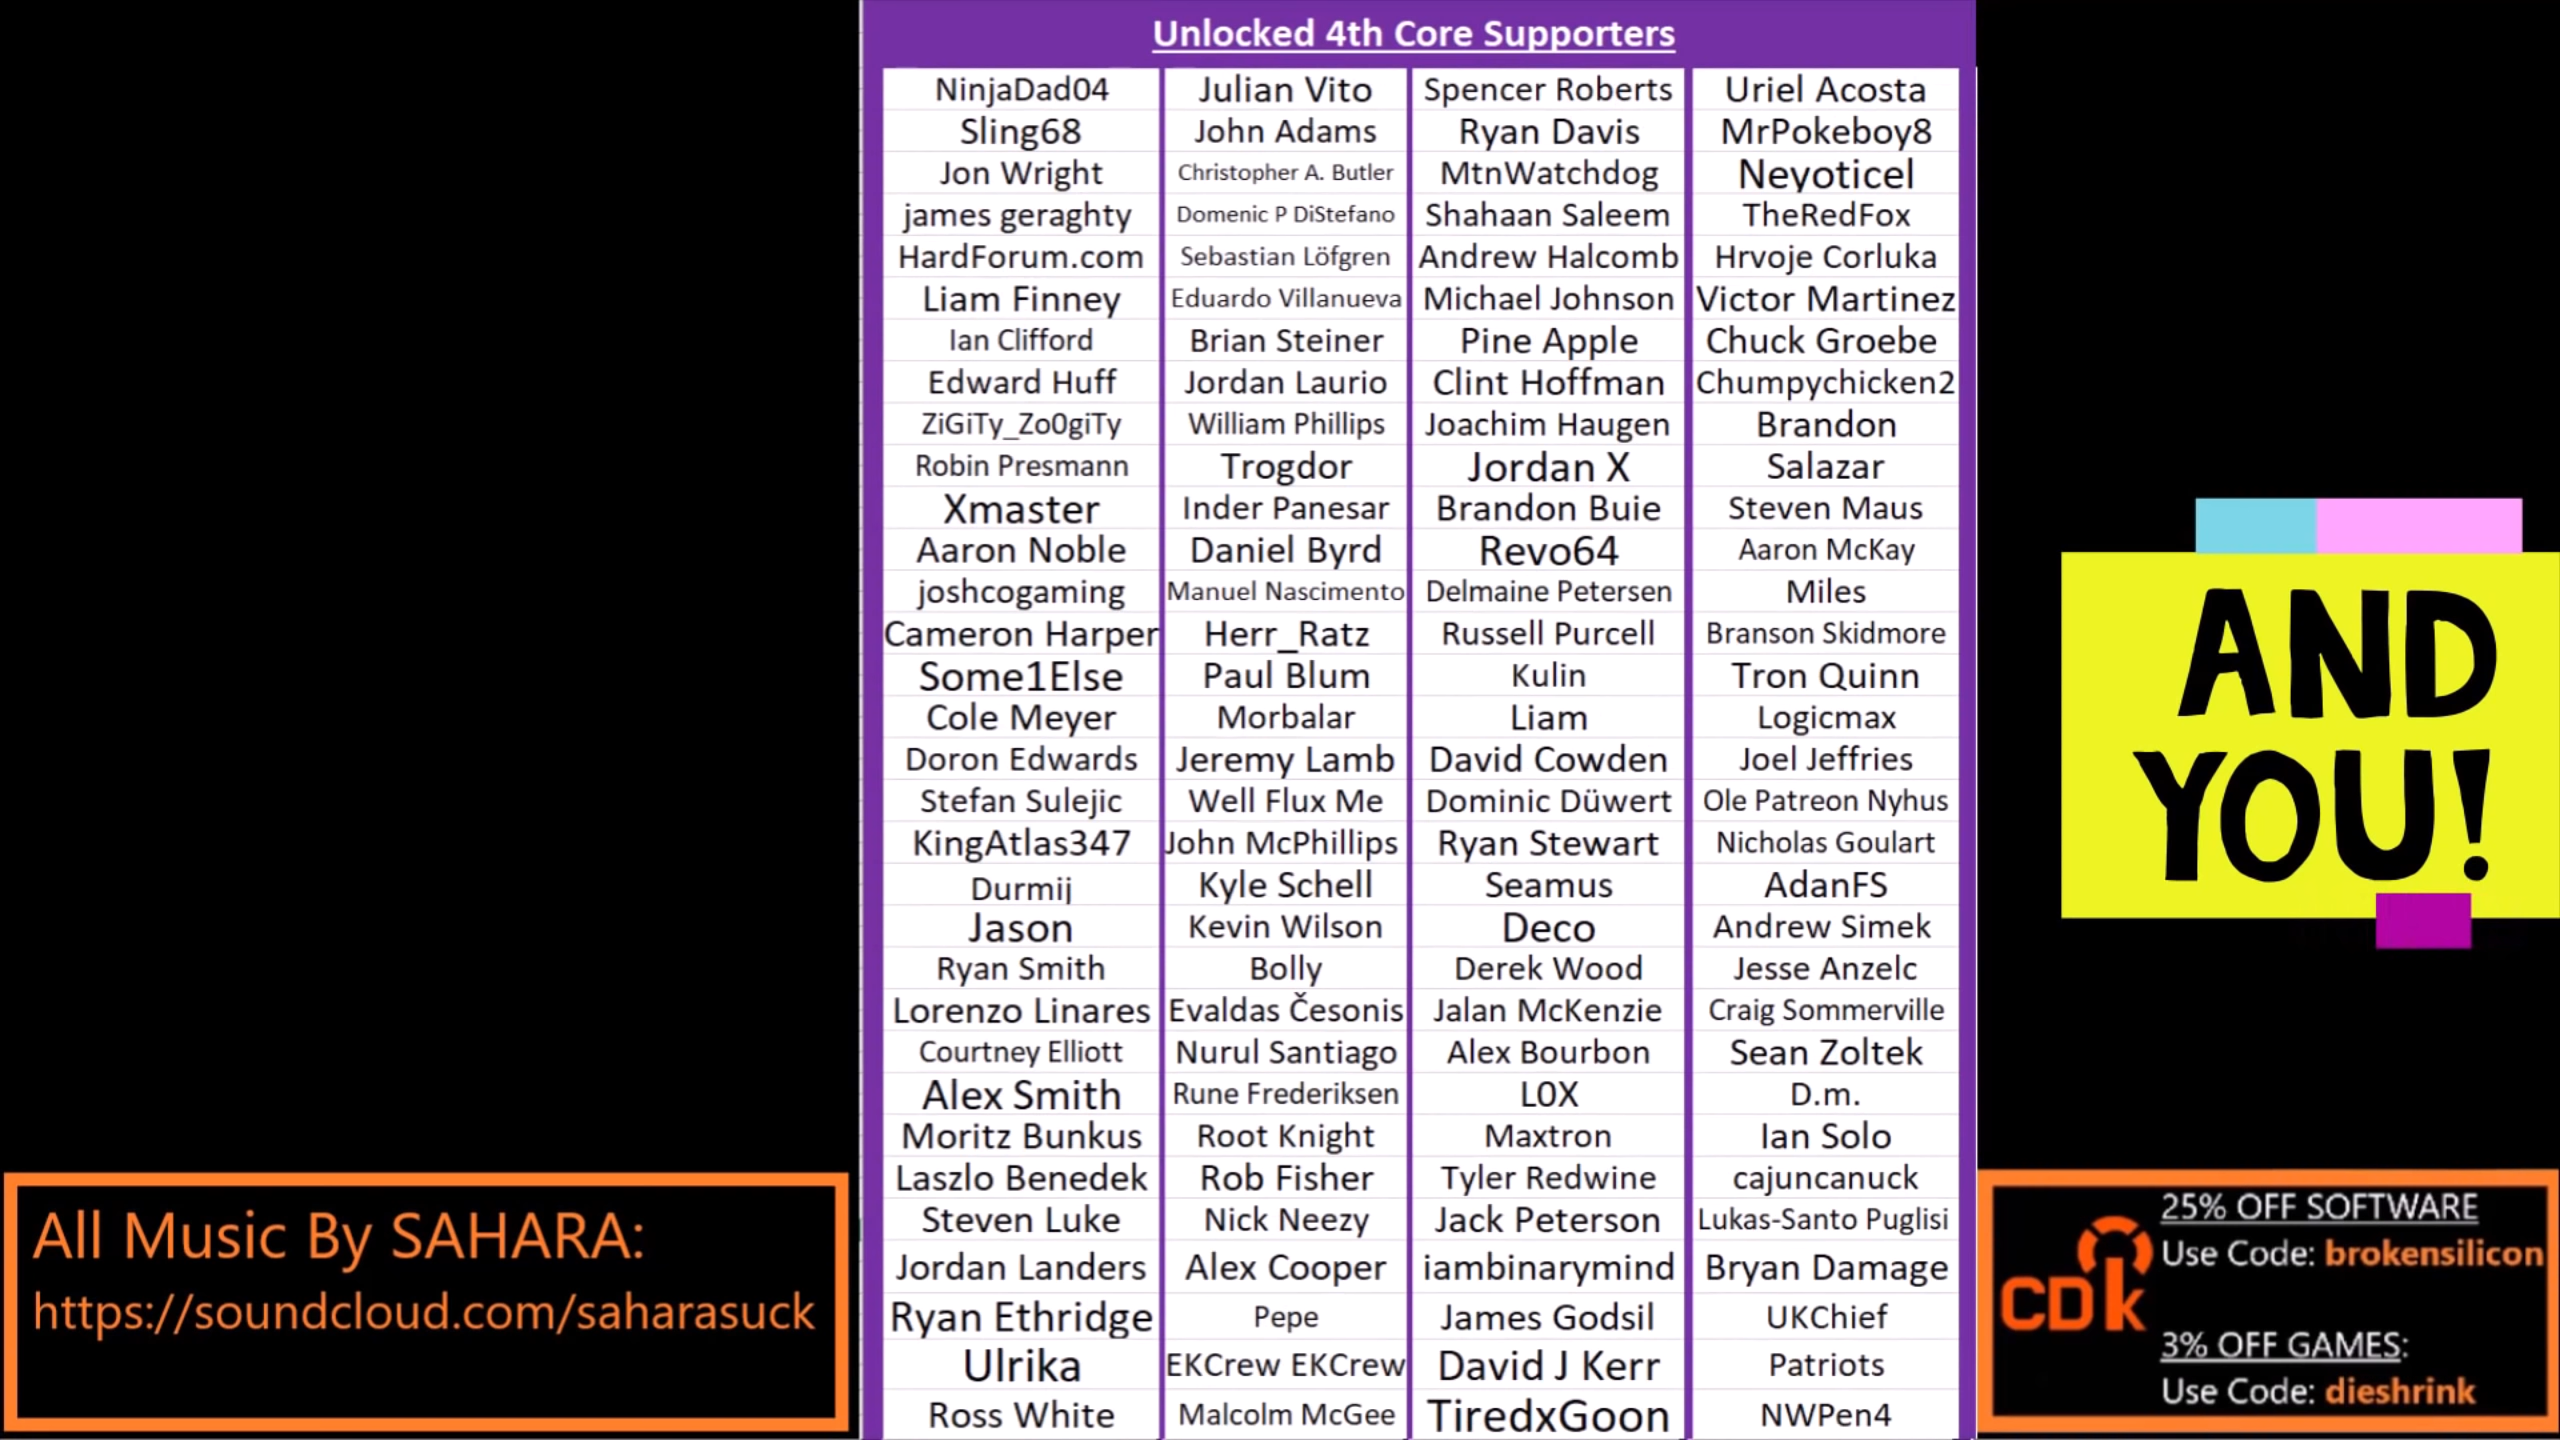 Unlocked 4th Core Supporters
NinjaDad04 Julian Vito Spencer Roberts Uriel Acosta
Sling68 John Adams Ryan Davis MrPokeboy8
Jon Wright Christopher A. Butler MtnWatchdog Neyoticel
james geraghty Domenic P DiStefano Shahaan Saleem TheRedFox
HardForum.com Sebastian Löfgren Andrew Halcomb Hrvoje Corluka
Liam Finney Eduardo Villanueva Michael Johnson Victor Martinez
Ian Clifford Brian Steiner Pine Apple Chuck Groebe
Edward Huff Jordan Laurio Clint Hoffman Chumpychicken2
ZiGiTy_Zo0giTy William Phillips Joachim Haugen Brandon
Robin Presmann Trogdor Jordan X Salazar
Xmaster Inder Panesar Brandon Buie Steven Maus
Aaron Noble Daniel Byrd Revo64 Aaron McKay
joshcogaming Manuel Nascimento Delmaine Petersen Miles
Cameron Harper Herr_Ratz Russell Purcell Branson Skidmore
Some1Else Paul Blum Kulin Tron Quinn
Cole Meyer Morbalar Liam Logicmax
Doron Edwards Jeremy Lamb David Cowden Joel Jeffries
Stefan Sulejic Well Flux Me Dominic Düwert Ole Patreon Nyhus
KingAtlas347 John McPhillips Ryan Stewart Nicholas Goulart
Durmij Kyle Schell Seamus AdanFS
Jason Kevin Wilson Deco Andrew Simek
Ryan Smith Bolly Derek Wood Jesse Anzelc
Lorenzo Linares Evaldas Česonis Jalan McKenzie Craig Sommerville
Courtney Elliott Nurul Santiago Alex Bourbon Sean Zoltek
Alex Smith Rune Frederiksen L0X D.m.
Moritz Bunkus Root Knight Maxtron Ian Solo
Laszlo Benedek Rob Fisher Tyler Redwine cajuncanuck
Steven Luke Nick Neezy Jack Peterson Lukas-Santo Puglisi
Jordan Landers Alex Cooper iambinarymind Bryan Damage
Ryan Ethridge Pepe James Godsil UKChief
Ulrika EKCrew EKCrew David J Kerr Patriots
Ross White Malcolm McGee TiredxGoon NWPen4
AND
YOU!
All Music By SAHARA:
https://soundcloud.com/saharasuck
CDk
25% OFF SOFTWARE
Use Code: brokensilicon
3% OFF GAMES:
Use Code: dieshrink